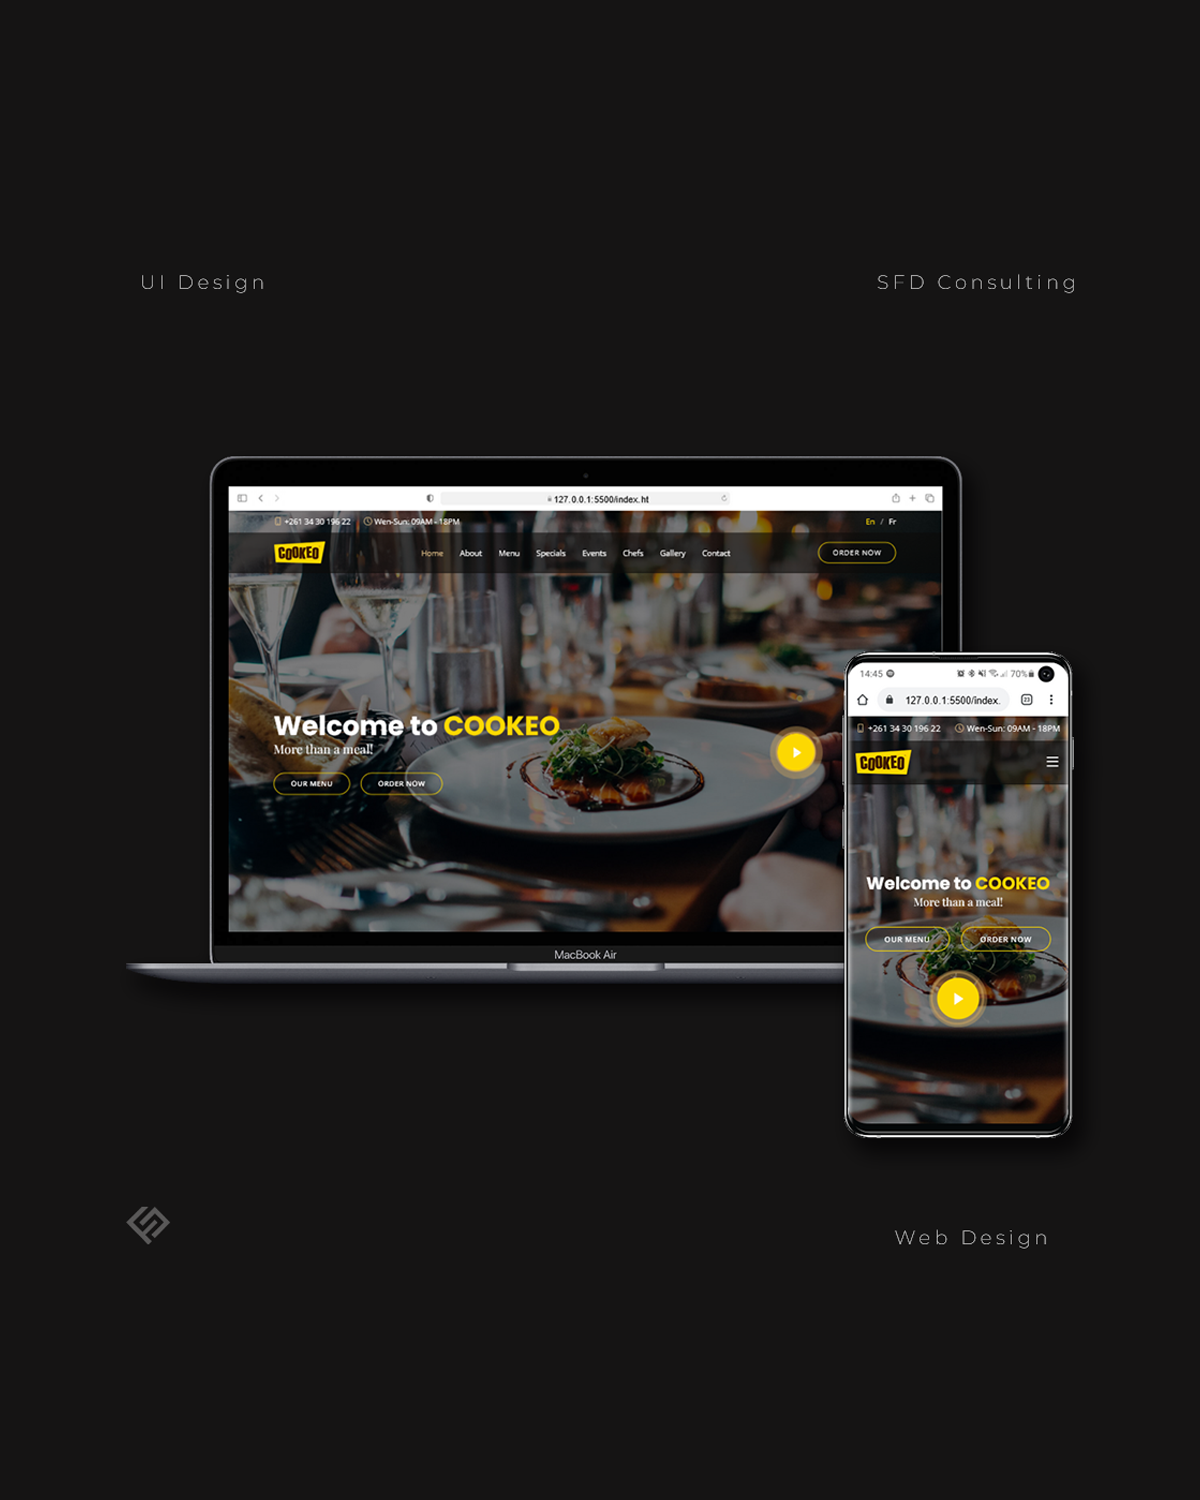 UI Design
SFD Consulting
127.0.0.1:5500/index.ht
+261 34 30 196 22
Wen-Sun: 09AM - 18PM
En / Fr
COOKEO
Home About Menu Specials Events Chefs Gallery Contact
ORDER NOW
Welcome to COOKEO
More than a meal!
OUR MENU
ORDER NOW
MacBook Air
14:45
70%
127.0.0.1:5500/index.
23
+261 34 30 196 22
Wen-Sun: 09AM - 18PM
COOKEO
Welcome to COOKEO
More than a meal!
OUR MENU
ORDER NOW
Web Design